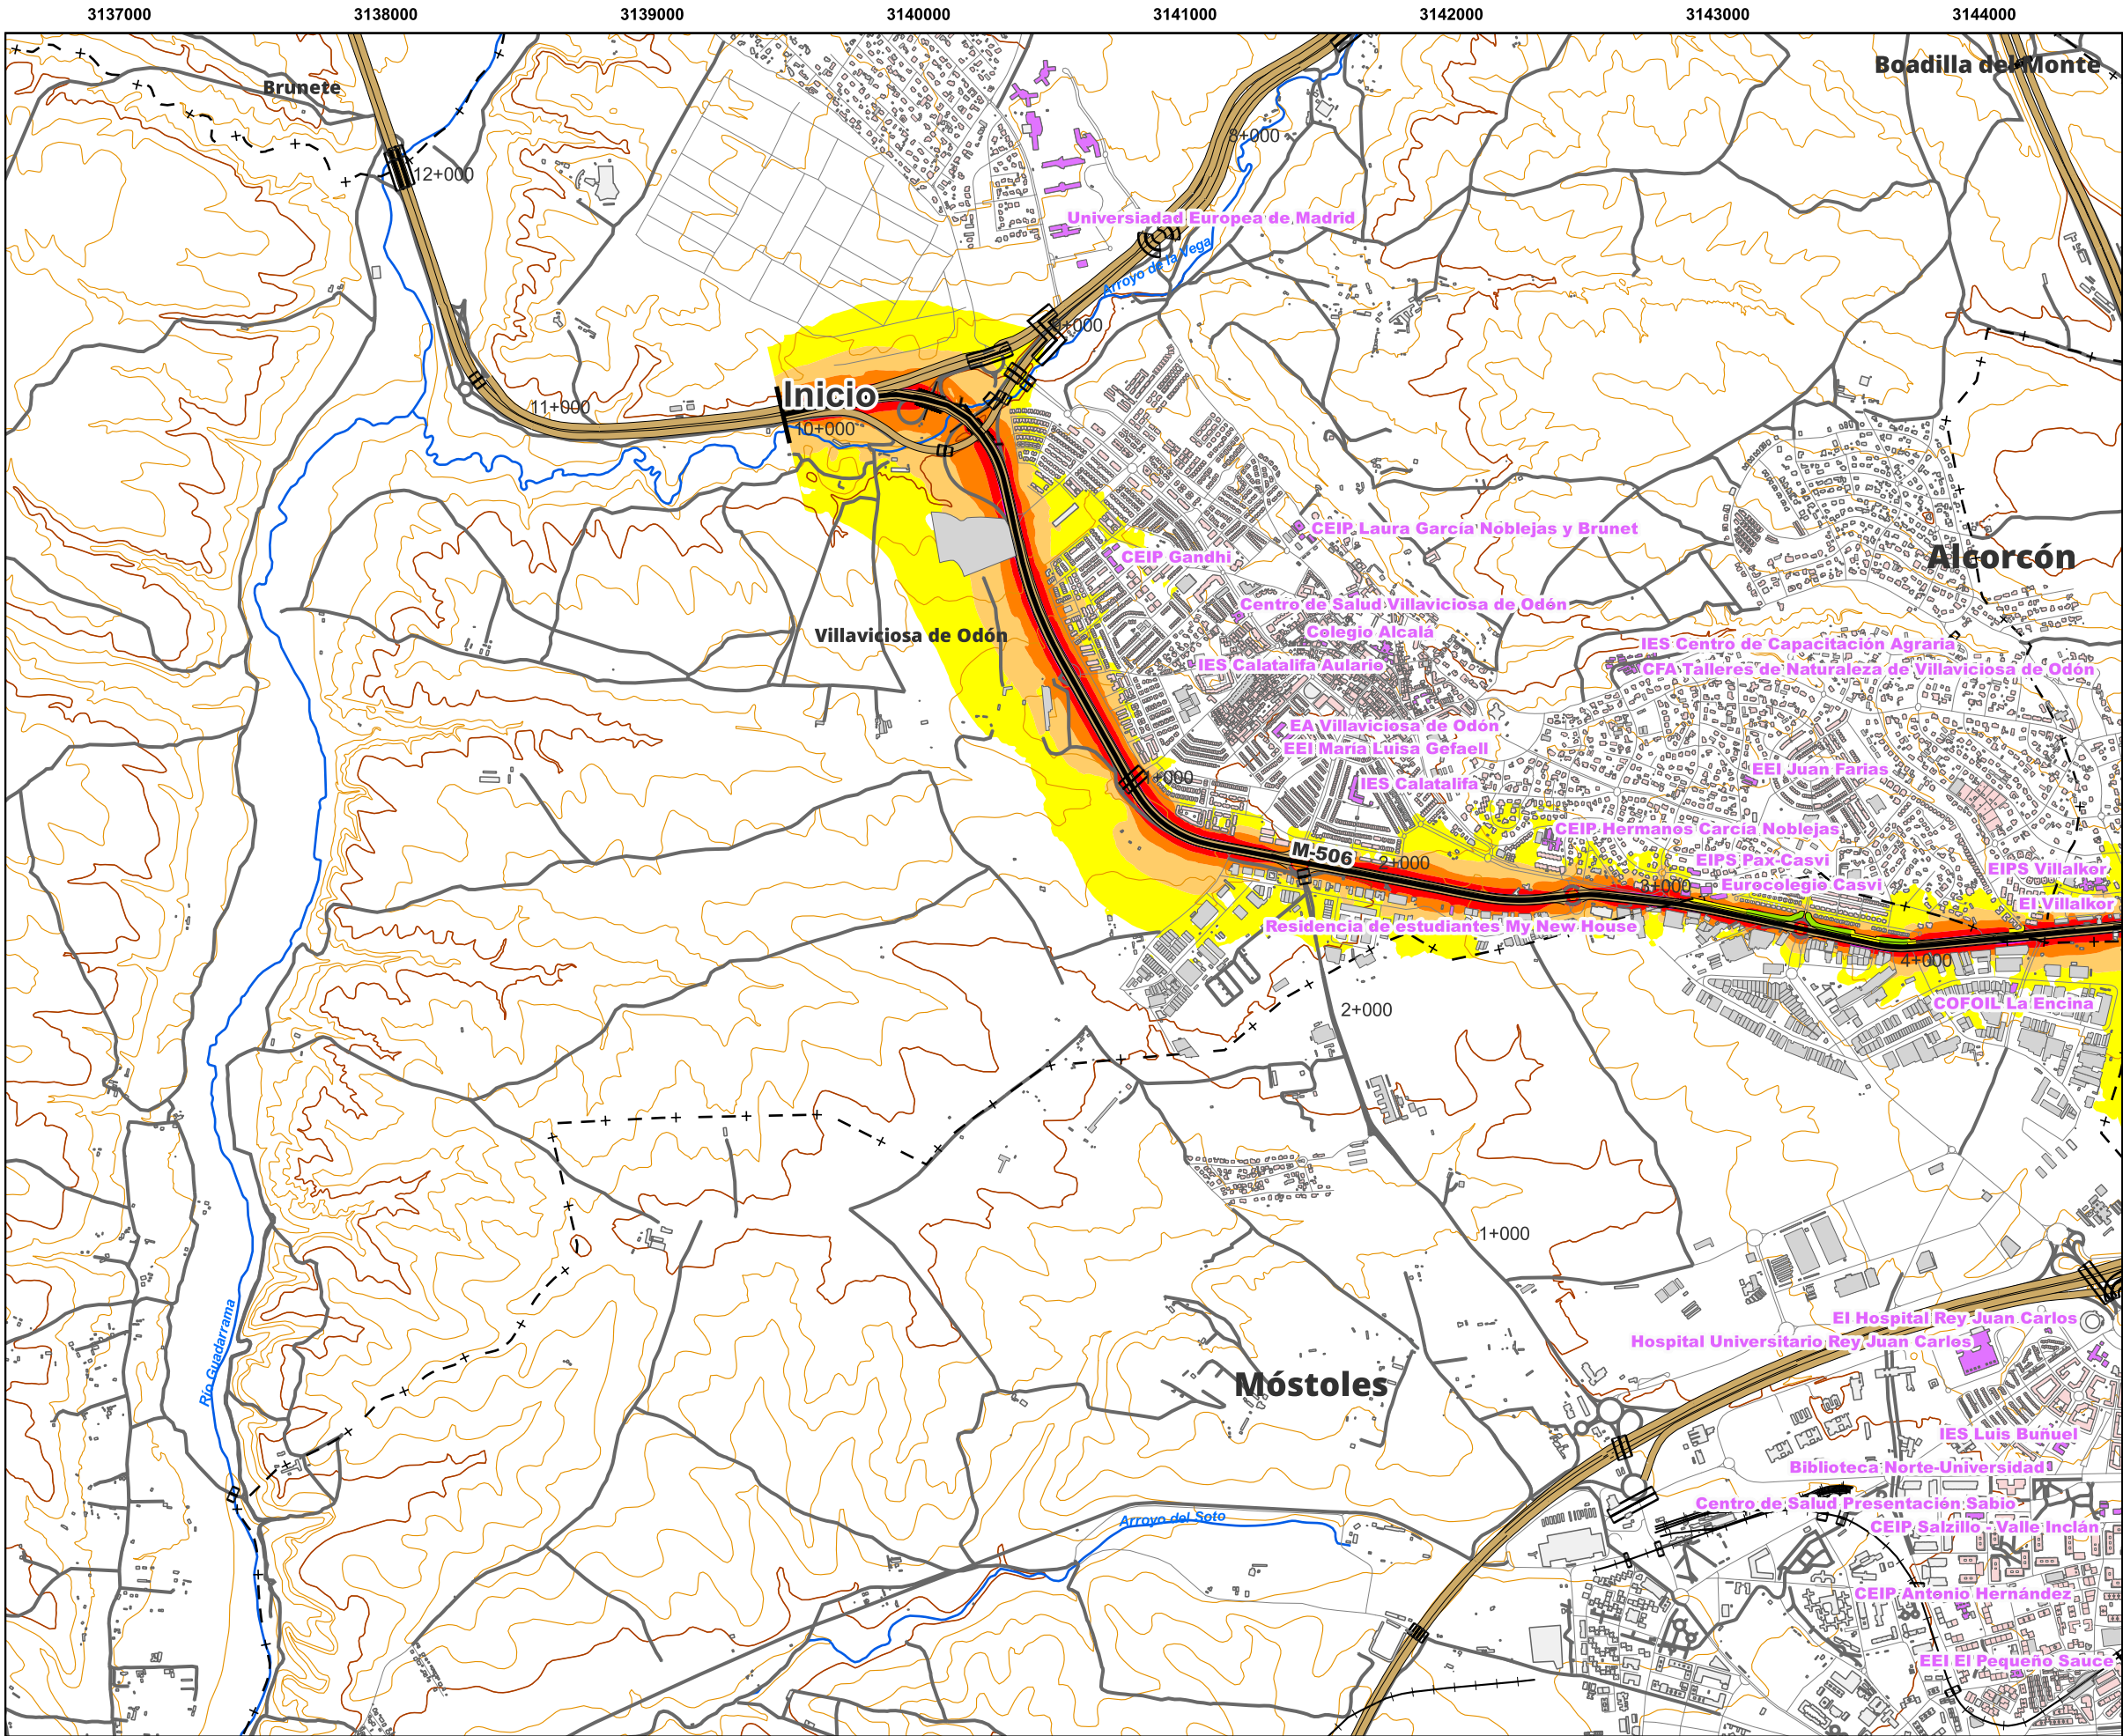 3137000 3138000 3139000 3140000 3141000 3142000 3143000 3144000
Boadilla del Monte
Brunete
8+000
12+000
Universiadad Europea de Madrid
Arroyo de la Vega
9+000
Inicio
11+000
10+000
CEIP Laura García Noblejas y Brunet
CEIP Gandhi
Alcorcón
Centro de Salud Villaviciosa de Odón
Villaviciosa de Odón
Colegio Alcalá
IES Centro de Capacitación Agraria
IES Calatalifa Aulario
CFA Talleres de Naturaleza de Villaviciosa de Odón
EA Villaviciosa de Odón
EEI María Luisa Gefaell
EEI Juan Farias
1+000
IES Calatalifa
CEIP Hermanos García Noblejas
M-506
2+000
EIPS Pax-Casvi
EIPS Villalkor
3+000
Eurocolegio Casvi
EI Villalkor
Residencia de estudiantes My New House
4+000
COFOIL La Encina
2+000
1+000
EI Hospital Rey Juan Carlos
Hospital Universitario Rey Juan Carlos
Río Guadarrama
Móstoles
IES Luis Buñuel
Biblioteca Norte-Universidad
Centro de Salud Presentación Sabio
Arroyo del Soto
CEIP Salzillo - Valle Inclán
CEIP Antonio Hernández
EEI El Pequeño Sauce